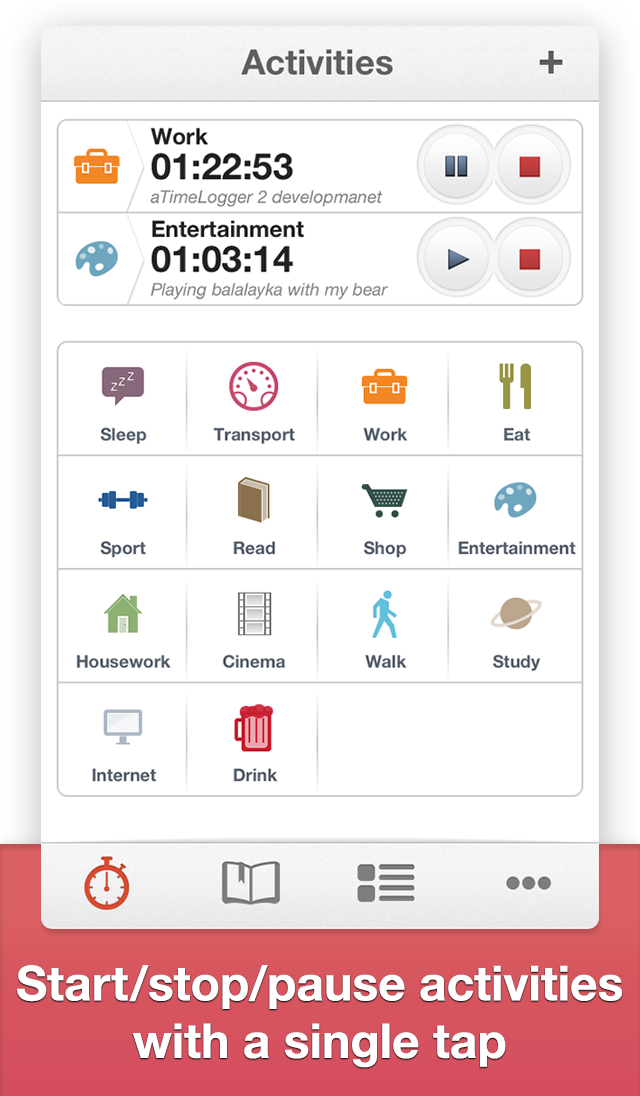 Activities +
Work
01:22:53
aTimeLogger 2 developmanet
Entertainment
01:03:14
Playing balalayka with my bear
zzz
Sleep Transport Work Eat
Sport Read Shop Entertainment
Housework Cinema Walk Study
Internet Drink
Start/stop/pause activities
with a single tap